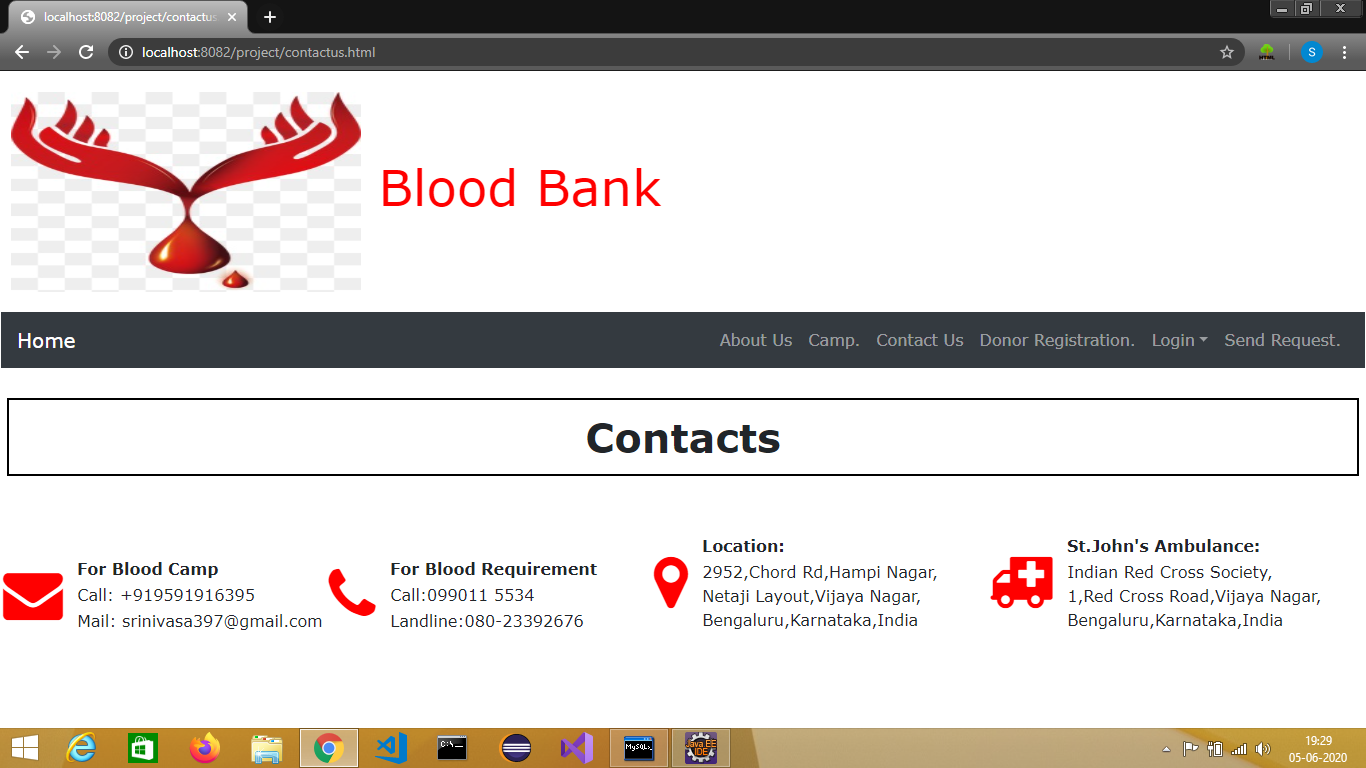 localhost:8082/project/contactus
localhost:8082/project/contactus.html
S
Blood Bank
Home About Us Camp. Contact Us Donor Registration. Login Send Request.
Contacts
For Blood Camp
Call: +919591916395
Mail: srinivasa397@gmail.com
For Blood Requirement
Call:099011 5534
Landline:080-23392676
Location:
2952,Chord Rd,Hampi Nagar,
Netaji Layout,Vijaya Nagar,
Bengaluru,Karnataka,India
St.John's Ambulance:
Indian Red Cross Society,
1,Red Cross Road,Vijaya Nagar,
Bengaluru,Karnataka,India
C:\_
Java EE
IDE
19:29
05-06-2020